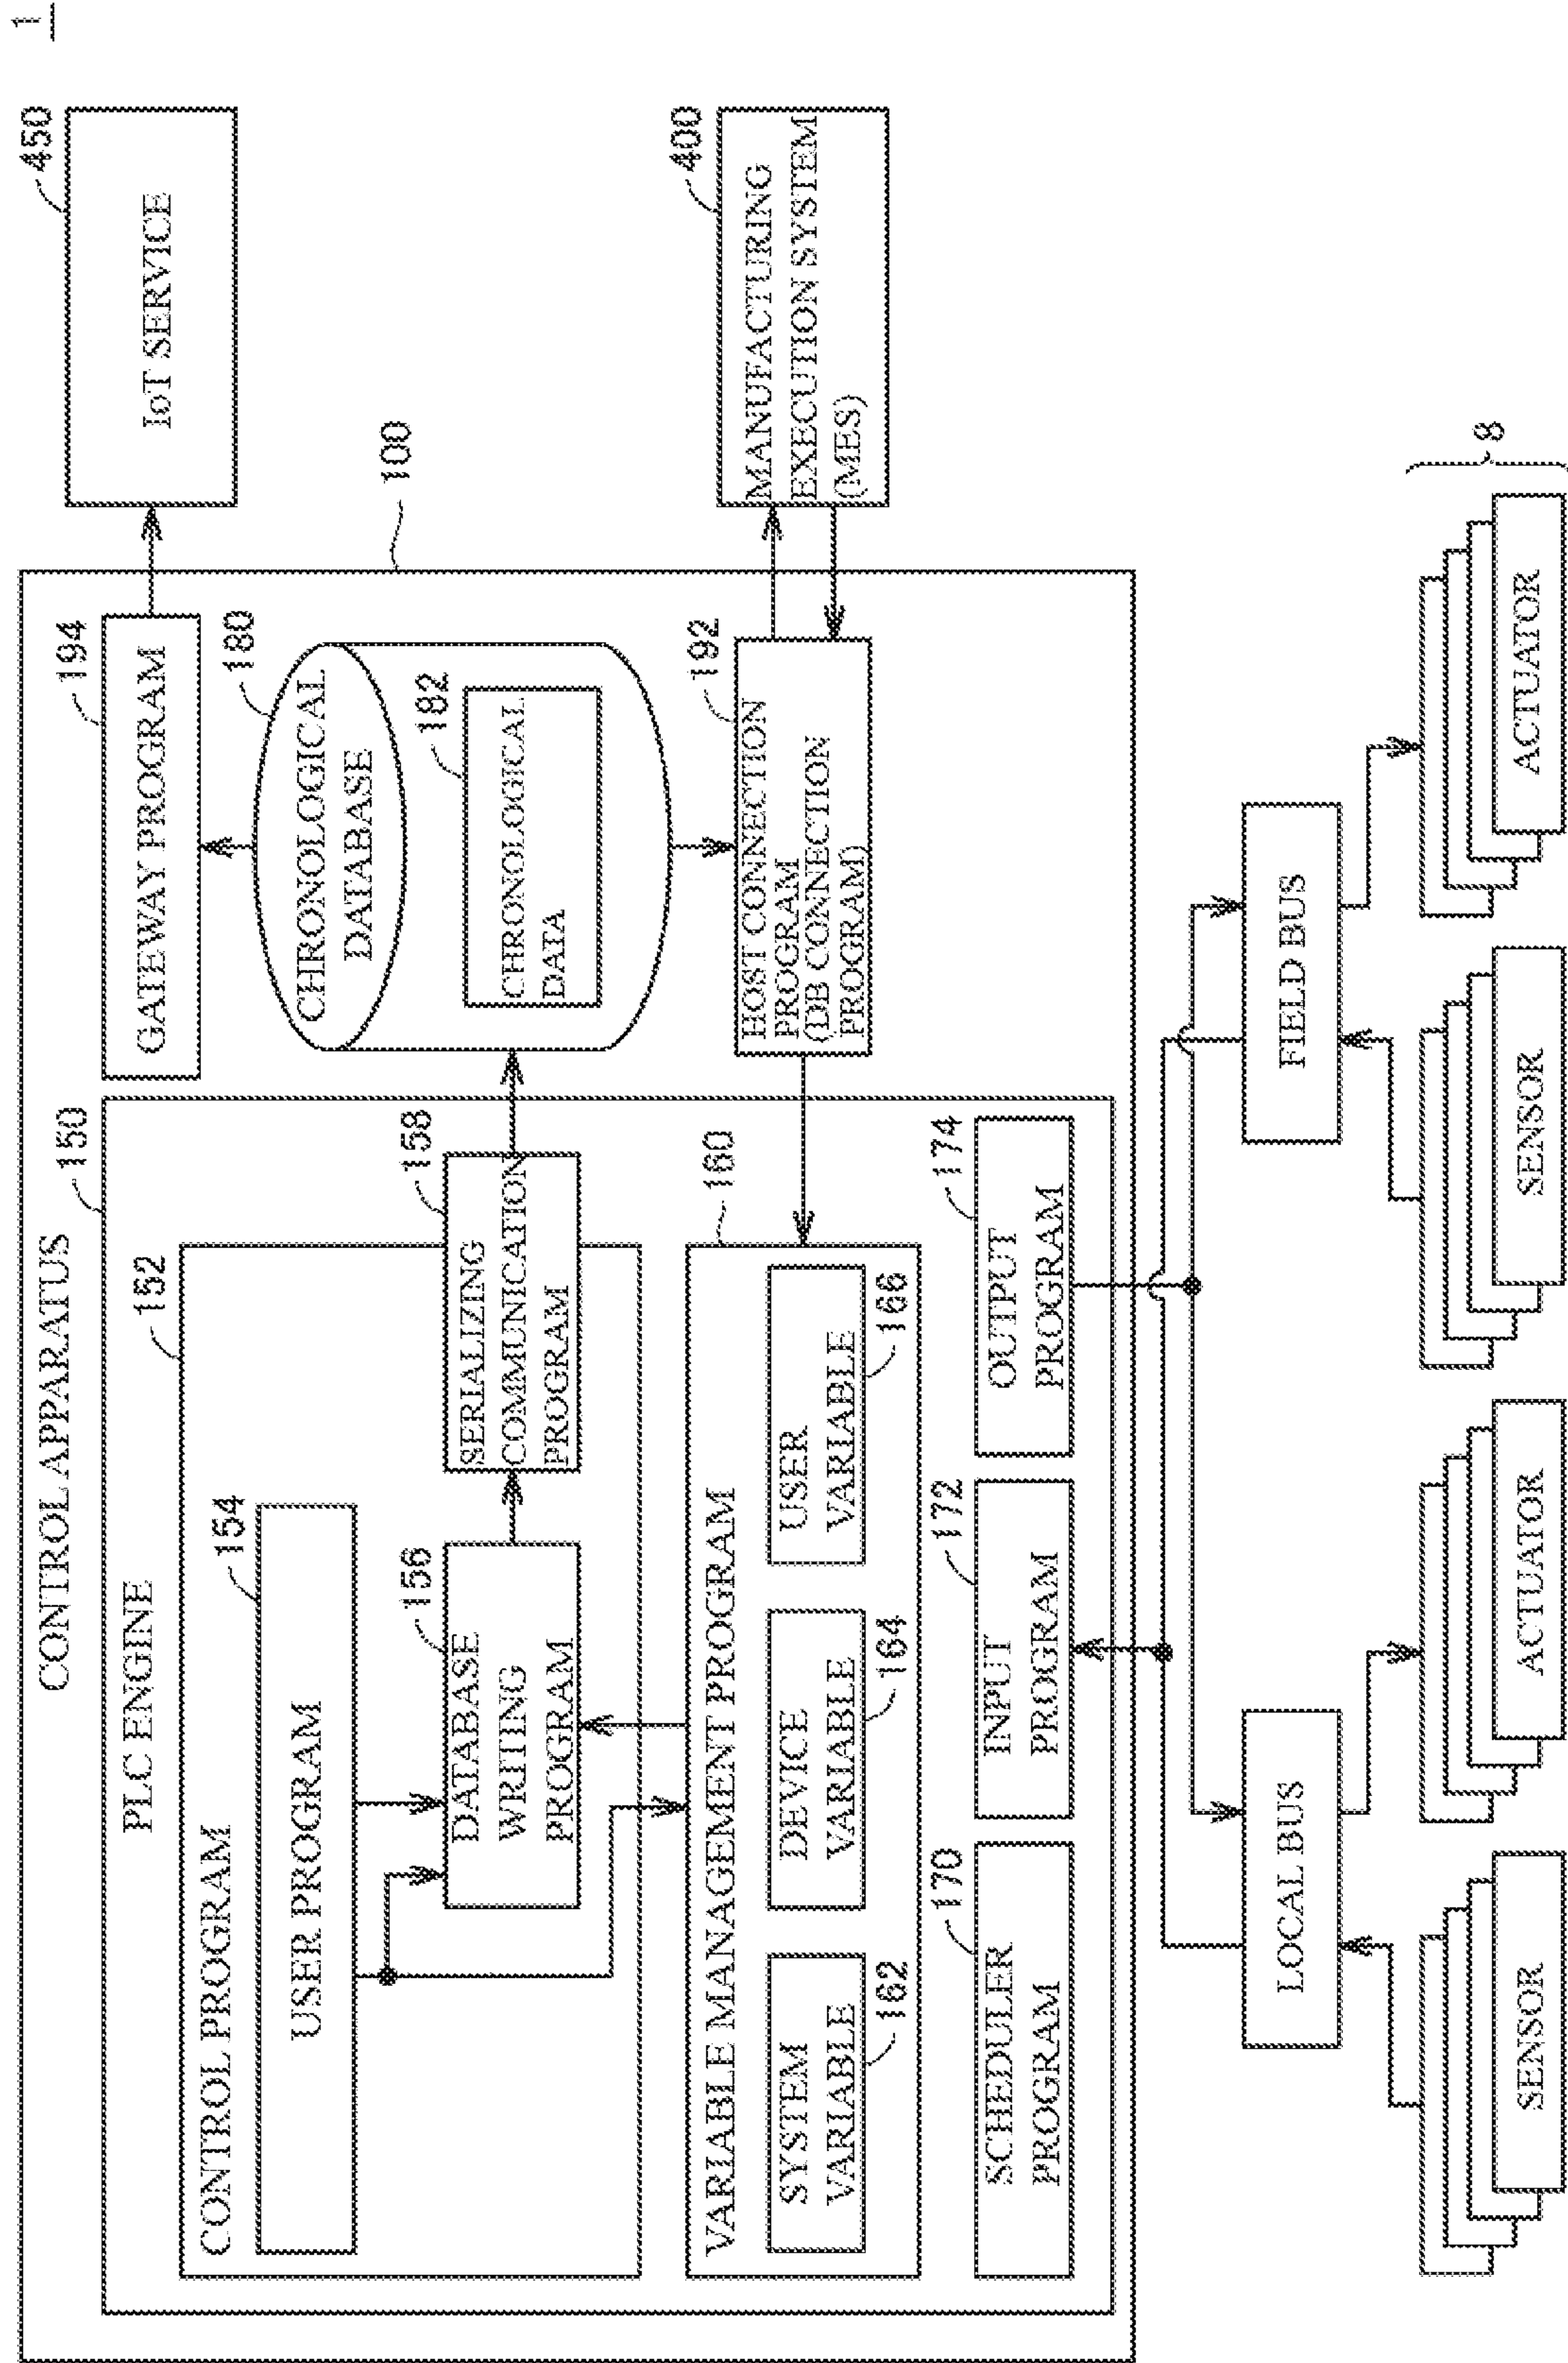 1
CONTROL APPARATUS
100
PLC ENGINE
150
CONTROL PROGRAM
152
USER PROGRAM
154
DATABASE
WRITING
PROGRAM
156
SERIALIZING
COMMUNICATION
PROGRAM
158
VARIABLE MANAGEMENT PROGRAM
160
SYSTEM
VARIABLE
162
DEVICE
VARIABLE
164
USER
VARIABLE
166
SCHEDULER
PROGRAM
170
INPUT
PROGRAM
172
OUTPUT
PROGRAM
174
GATEWAY PROGRAM
194
CHRONOLOGICAL
DATABASE
180
CHRONOLOGICAL
DATA
182
HOST CONNECTION
PROGRAM
(DB CONNECTION
PROGRAM)
192
IoT SERVICE
450
MANUFACTURING
EXECUTION SYSTEM
(MES)
400
LOCAL BUS
FIELD BUS
SENSOR
ACTUATOR
SENSOR
ACTUATOR
8